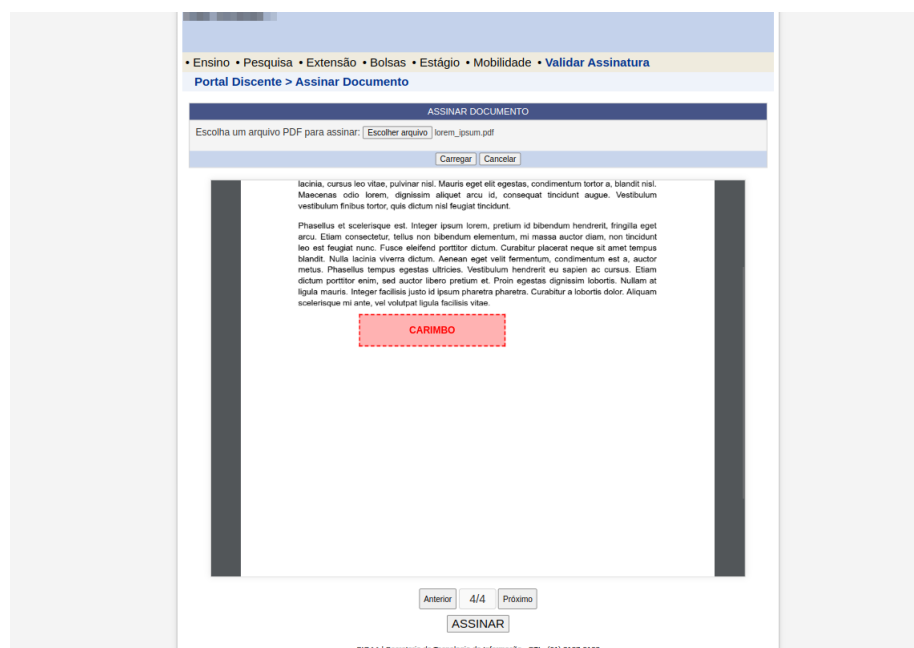 • Ensino • Pesquisa • Extensão • Bolsas • Estágio • Mobilidade • Validar Assinatura
Portal Discente > Assinar Documento
ASSINAR DOCUMENTO
Escolha um arquivo PDF para assinar: Escolher arquivo lorem_ipsum.pdf
Carregar Cancelar
lacinia, cursus leo vitae, pulvinar nisl. Mauris eget elit egestas, condimentum tortor a, blandit nisl.
Maecenas odio lorem, dignissim aliquet arcu id, consequat tincidunt augue. Vestibulum
vestibulum finibus tortor, quis dictum nisl feugiat tincidunt.
Phasellus et scelerisque est. Integer ipsum lorem, pretium id bibendum hendrerit, fringilla eget
arcu. Etiam consectetur, tellus non bibendum elementum, mi massa auctor diam, non tincidunt
leo est feugiat nunc. Fusce eleifend porttitor dictum. Curabitur placerat neque sit amet tempus
blandit. Nulla lacinia viverra dictum. Aenean eget velit fermentum, condimentum est a, auctor
metus. Phasellus tempus egestas ultricies. Vestibulum hendrerit eu sapien ac cursus. Etiam
dictum porttitor enim, sed auctor libero pretium et. Proin egestas dignissim lobortis. Nullam at
ligula mauris. Integer facilisis justo id ipsum pharetra pharetra. Curabitur a lobortis dolor. Aliquam
scelerisque mi ante, vel volutpat ligula facilisis vitae.
CARIMBO
Anterior 4/4 Próximo
ASSINAR